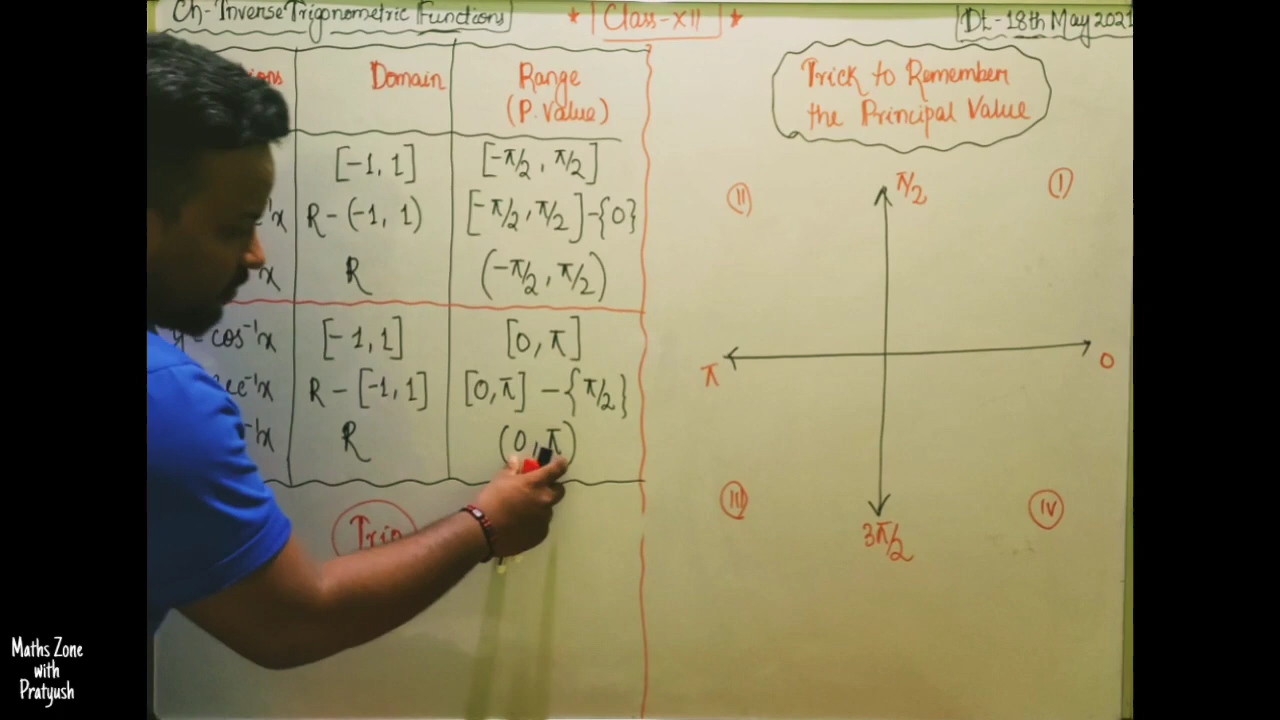 Ch- Inverse Trigonometric Functions
★ Class-XII ★
Dt - 18th May 2021
Domain
Range
(P. Value)
[-1, 1]
[-π/2, π/2]
R - (-1, 1)
[-π/2, π/2] - {0}
x
R
(-π/2, π/2)
cos⁻¹x
[-1, 1]
[0, π]
R - [-1, 1]
[0, π] - {π/2}
R
(0, π)
Trick to Remember
the Principal Value
π/2
II
I
π
0
III
IV
3π/2
Maths Zone
with
Pratyush